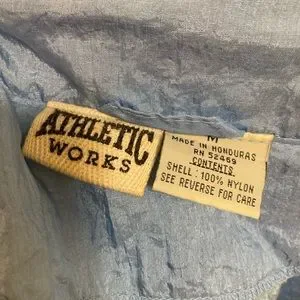 ATHLETIC
WORKS
M
MADE IN HONDURAS
RN 52469
CONTENTS
SHELL: 100% NYLON
SEE REVERSE FOR CARE